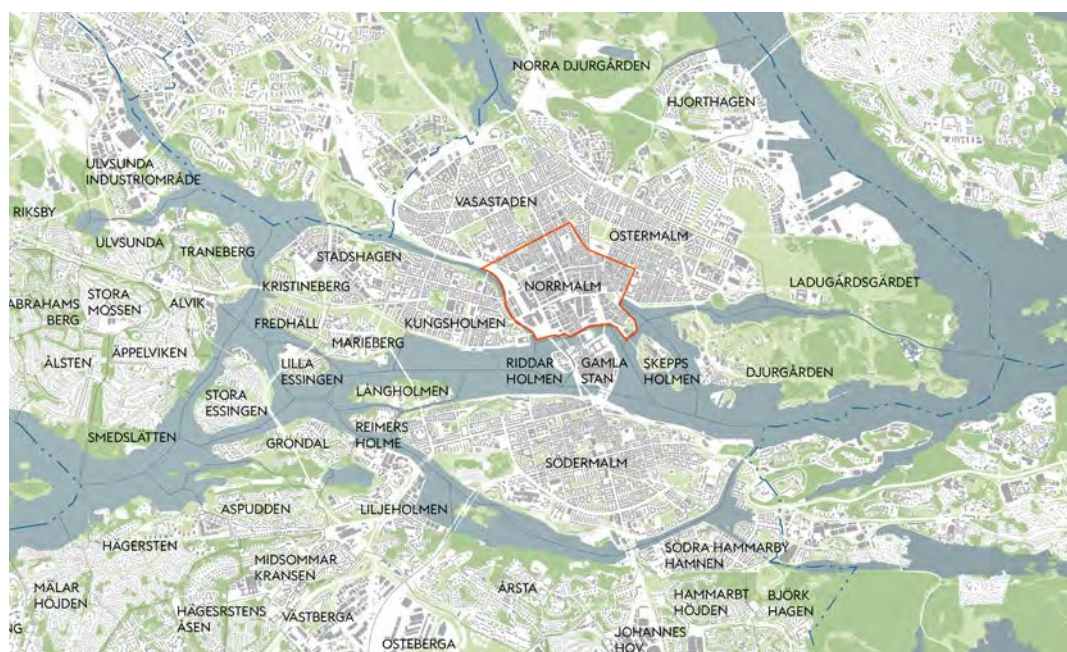 NORRA DJURGÅRDEN
HJORTHAGEN
ULVSUNDA
INDUSTRIOMRÅDE
RIKSBY
VASASTADEN
ULVSUNDA
TRANEBERG
STADSHAGEN
ÖSTERMALM
KRISTINEBERG
NORRMALM
LADUGÅRDSGÄRDET
ABRAHAMS
BERG
STORA
MOSSEN
ALVIK
FREDHÄLL
KUNGSHOLMEN
MARIEBERG
ÅLSTEN
ÄPPELVIKEN
LILLA
ESSINGEN
RIDDAR
HOLMEN
GAMLA
STAN
SKEPPS
HOLMEN
DJURGÅRDEN
STORA
ESSINGEN
LÅNGHOLMEN
SMEDSLÄTTEN
GRÖNDAL
REIMERS
HOLME
SÖDERMALM
ASPUDDEN
LILJEHOLMEN
HÄGERSTEN
MIDSOMMAR
KRANSEN
SÖDRA HAMMARBY
HAMNEN
MÄLAR
HÖJDEN
HÄGESRSTENS
ÅSEN
VÄSTBERGA
ÅRSTA
HAMMARBT
HÖJDEN
BJÖRK
HAGEN
NG
ÖSTEBERGA
JOHANNES
HOV